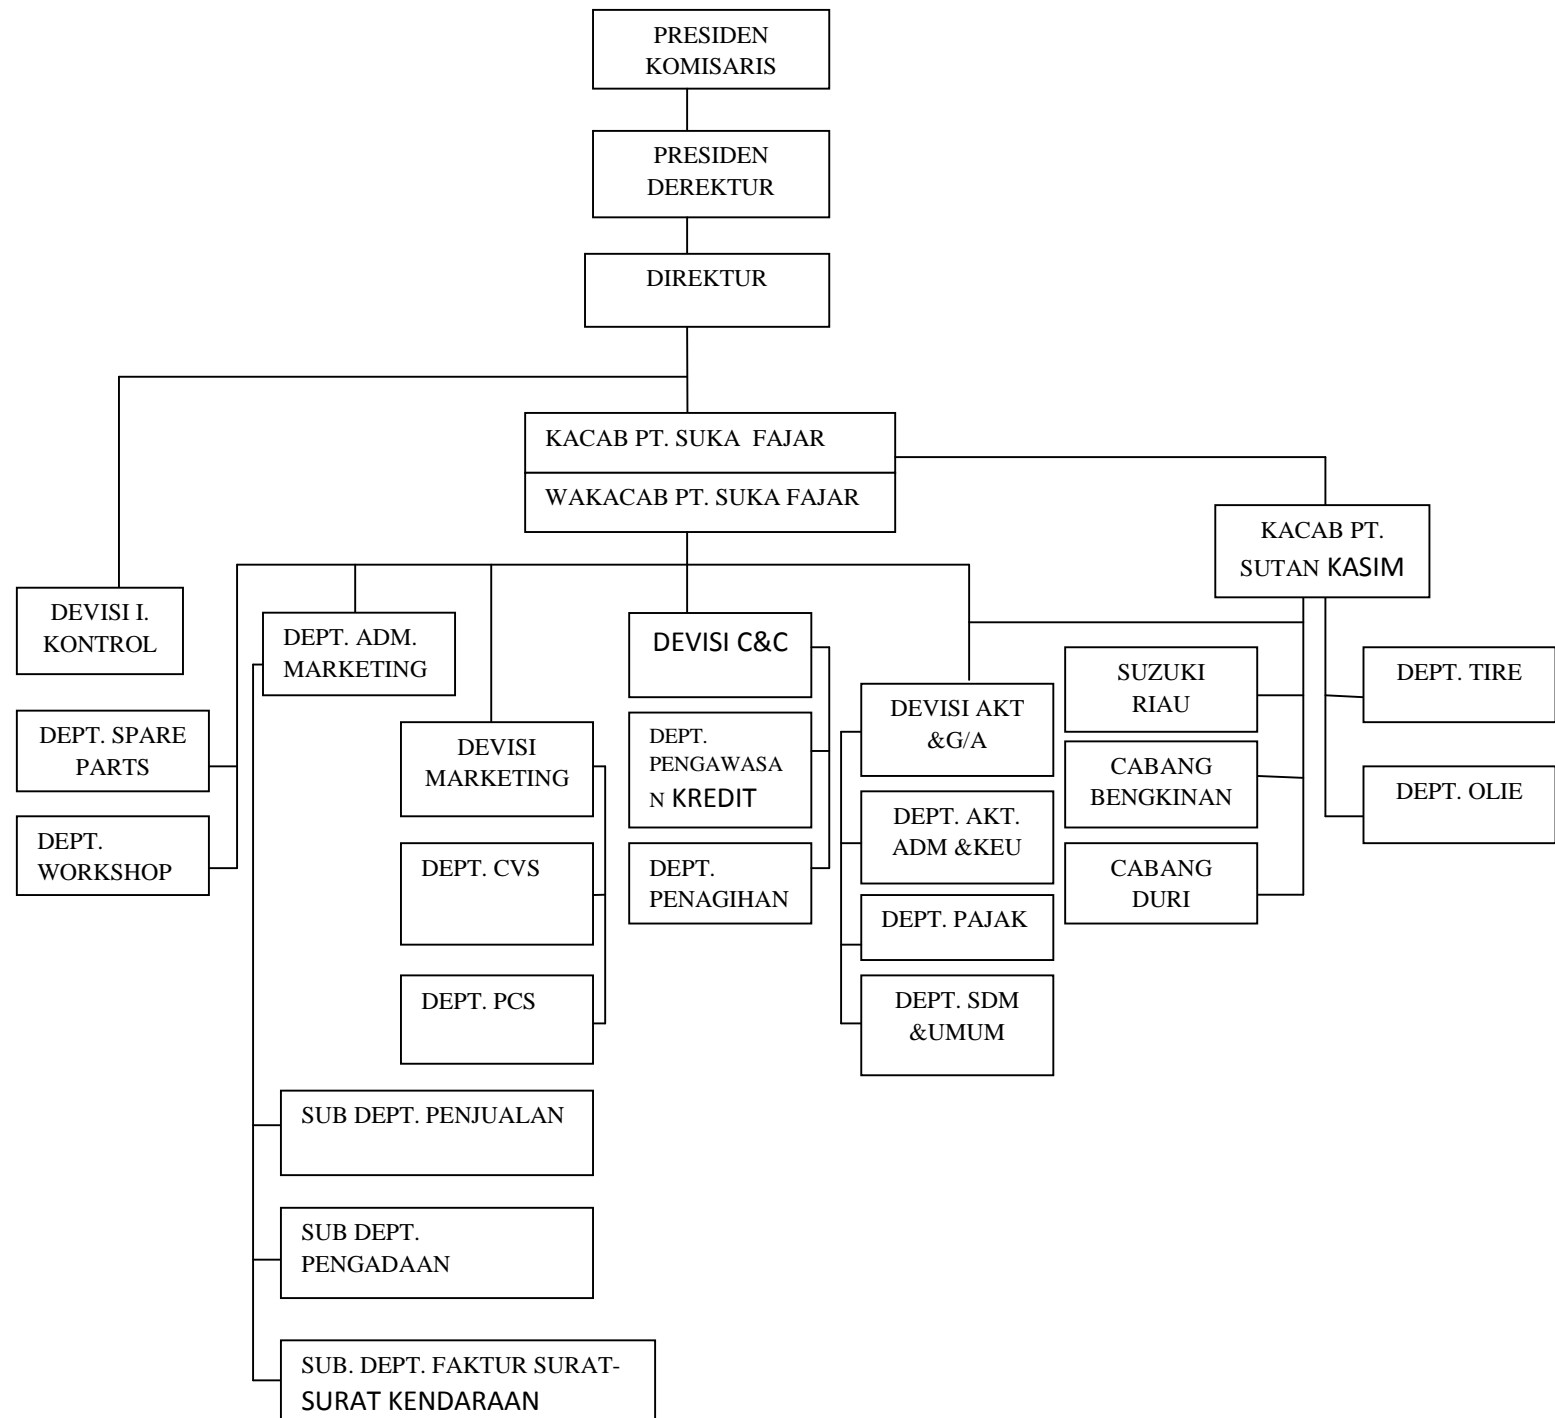 PRESIDEN
KOMISARIS
PRESIDEN
DEREKTUR
DIREKTUR
KACAB PT. SUKA FAJAR
WAKACAB PT. SUKA FAJAR
KACAB PT.
SUTAN KASIM
DEVISI I.
KONTROL
DEPT. ADM.
MARKETING
DEVISI C&C
SUZUKI
RIAU
DEPT. TIRE
DEVISI AKT
&G/A
DEPT. SPARE
PARTS
DEVISI
MARKETING
DEPT.
PENGAWASA
N KREDIT
CABANG
BENGKINAN
DEPT. OLIE
DEPT.
WORKSHOP
DEPT. AKT.
ADM &KEU
DEPT. CVS
DEPT.
PENAGIHAN
CABANG
DURI
DEPT. PAJAK
DEPT. PCS
DEPT. SDM
&UMUM
SUB DEPT. PENJUALAN
SUB DEPT.
PENGADAAN
SUB. DEPT. FAKTUR SURAT-
SURAT KENDARAAN